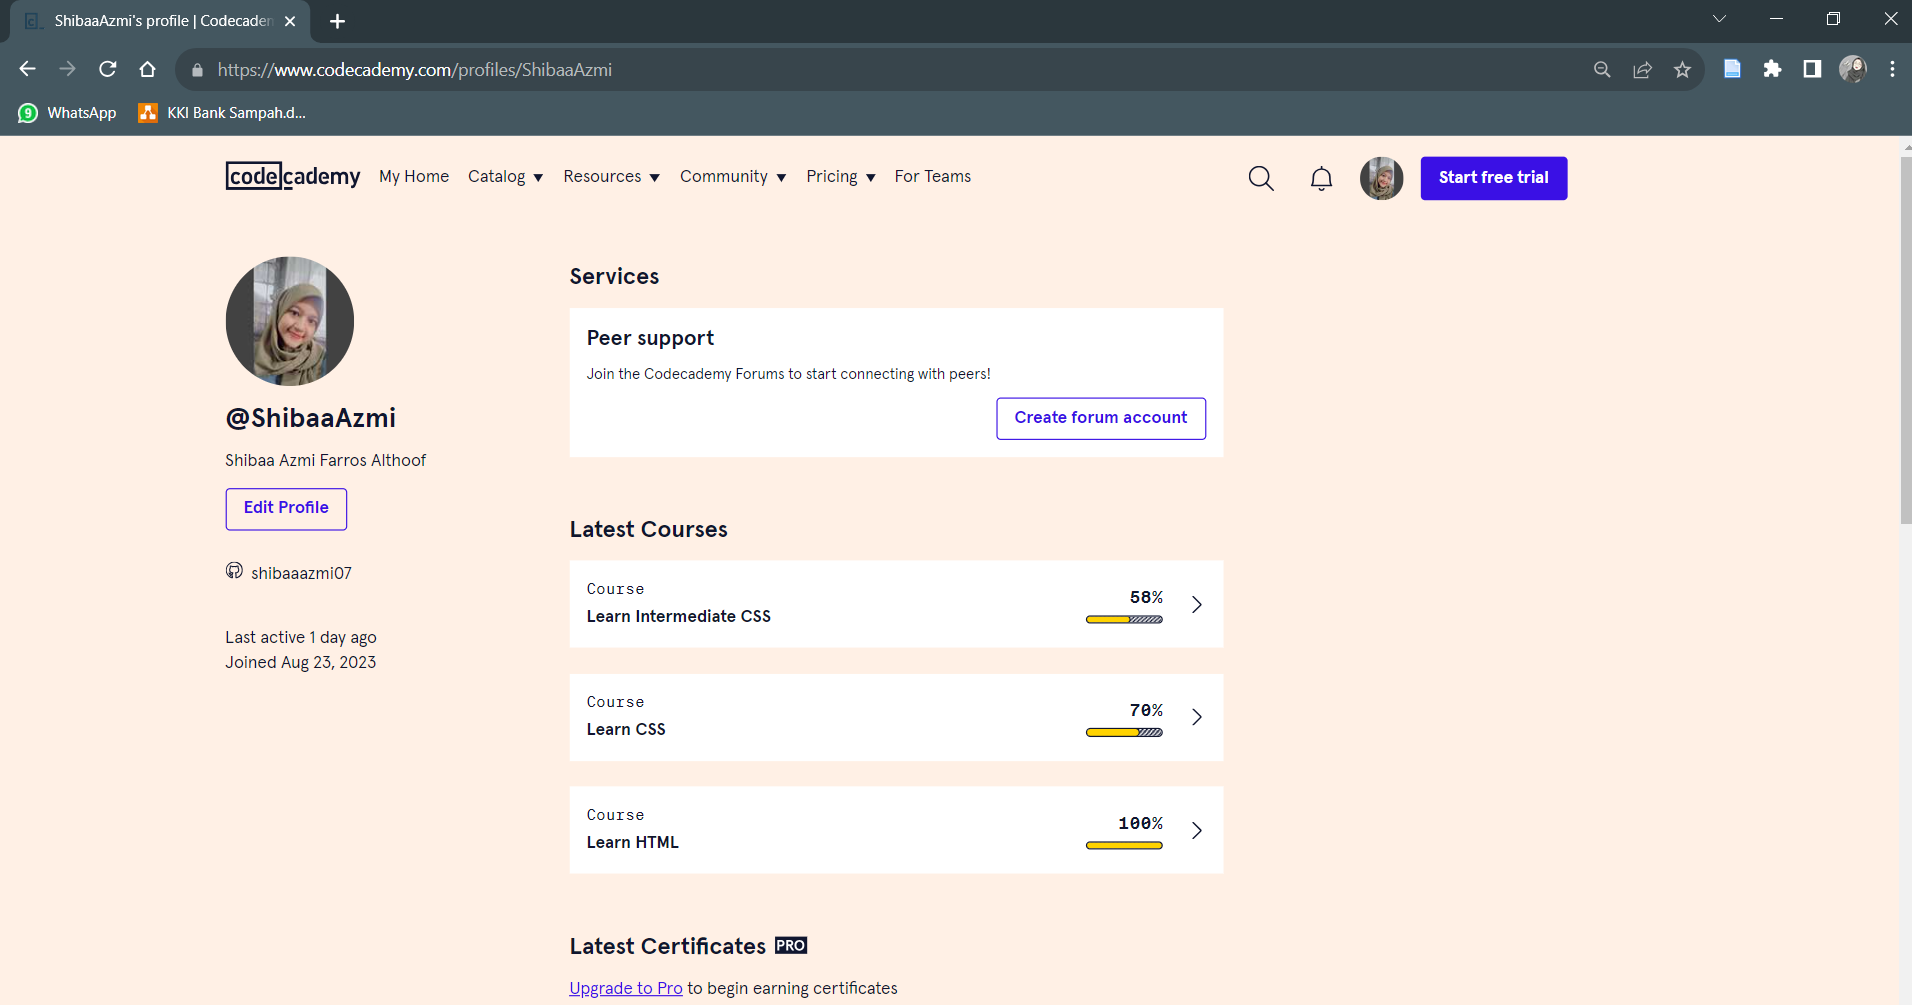 ShibaaAzmi's profile | Codecadem
https://www.codecademy.com/profiles/ShibaaAzmi
9 WhatsApp KKI Bank Sampah.d...
codecademy My Home Catalog Resources Community Pricing For Teams Start free trial
@ShibaaAzmi
Shibaa Azmi Farros Althoof
Edit Profile
shibaaazmi07
Last active 1 day ago
Joined Aug 23, 2023
Services
Peer support
Join the Codecademy Forums to start connecting with peers!
Create forum account
Latest Courses
Course
Learn Intermediate CSS
58%
Course
Learn CSS
70%
Course
Learn HTML
100%
Latest Certificates PRO
Upgrade to Pro to begin earning certificates